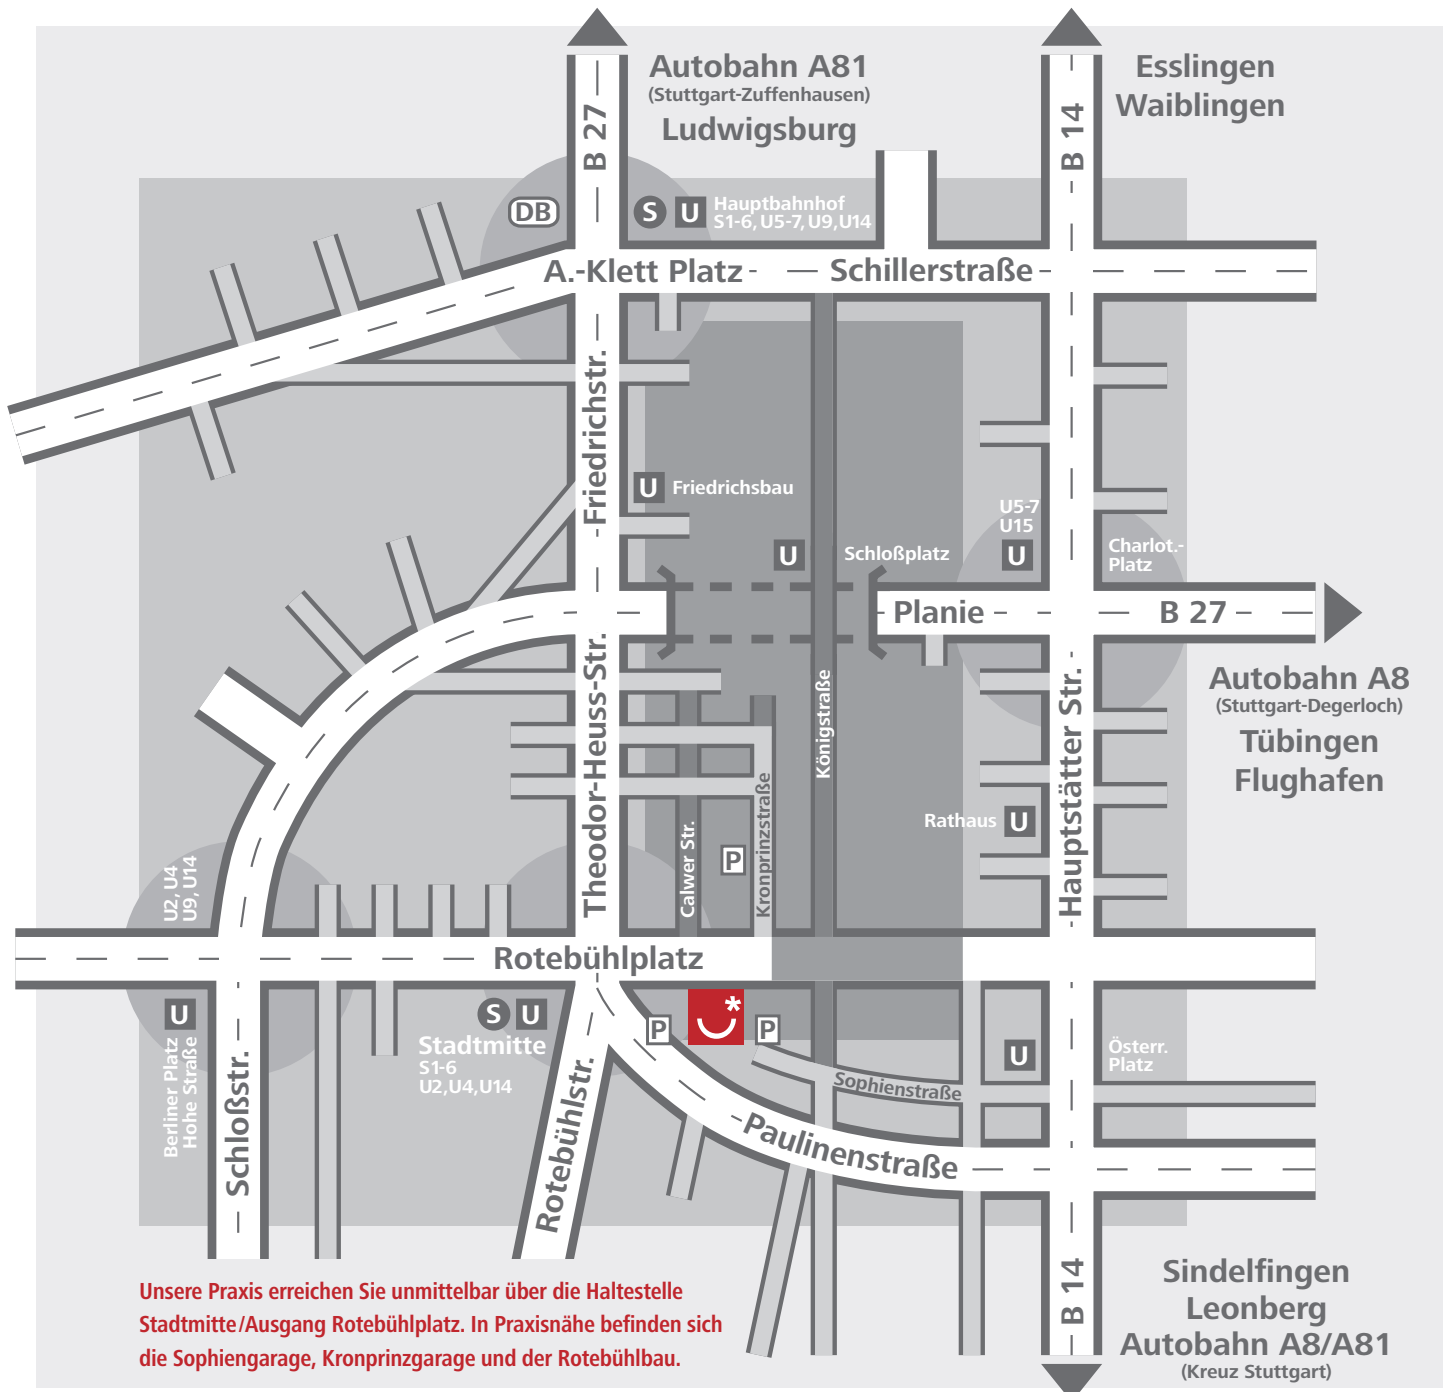 Autobahn A81
(Stuttgart-Zuffenhausen)
Ludwigsburg
Esslingen
Waiblingen
B 27
B 14
DB
S
U
Hauptbahnhof
S1-6, U5-7, U9, U14
A.-Klett Platz
Schillerstraße
Friedrichstr.
U
Friedrichsbau
U
Schloßplatz
U5-7
U15
U
Charlot.-
Platz
Planie
B 27
Autobahn A8
(Stuttgart-Degerloch)
Tübingen
Flughafen
Theodor-Heuss-Str.
Königstraße
Hauptstätter Str.
Rathaus
U
Calwer Str.
P
Kronprinzstraße
U2, U4
U9, U14
Rotebühlplatz
U
Berliner Platz
Hohe Straße
Schloßstr.
S
U
Stadtmitte
S1-6
U2,U4,U14
P
*
P
U
Österr.
Platz
Sophienstraße
Rotebühlstr.
Paulinenstraße
B 14
Sindelfingen
Leonberg
Autobahn A8/A81
(Kreuz Stuttgart)
Unsere Praxis erreichen Sie unmittelbar über die Haltestelle
Stadtmitte/Ausgang Rotebühlplatz. In Praxisnähe befinden sich
die Sophiengarage, Kronprinzgarage und der Rotebühlbau.